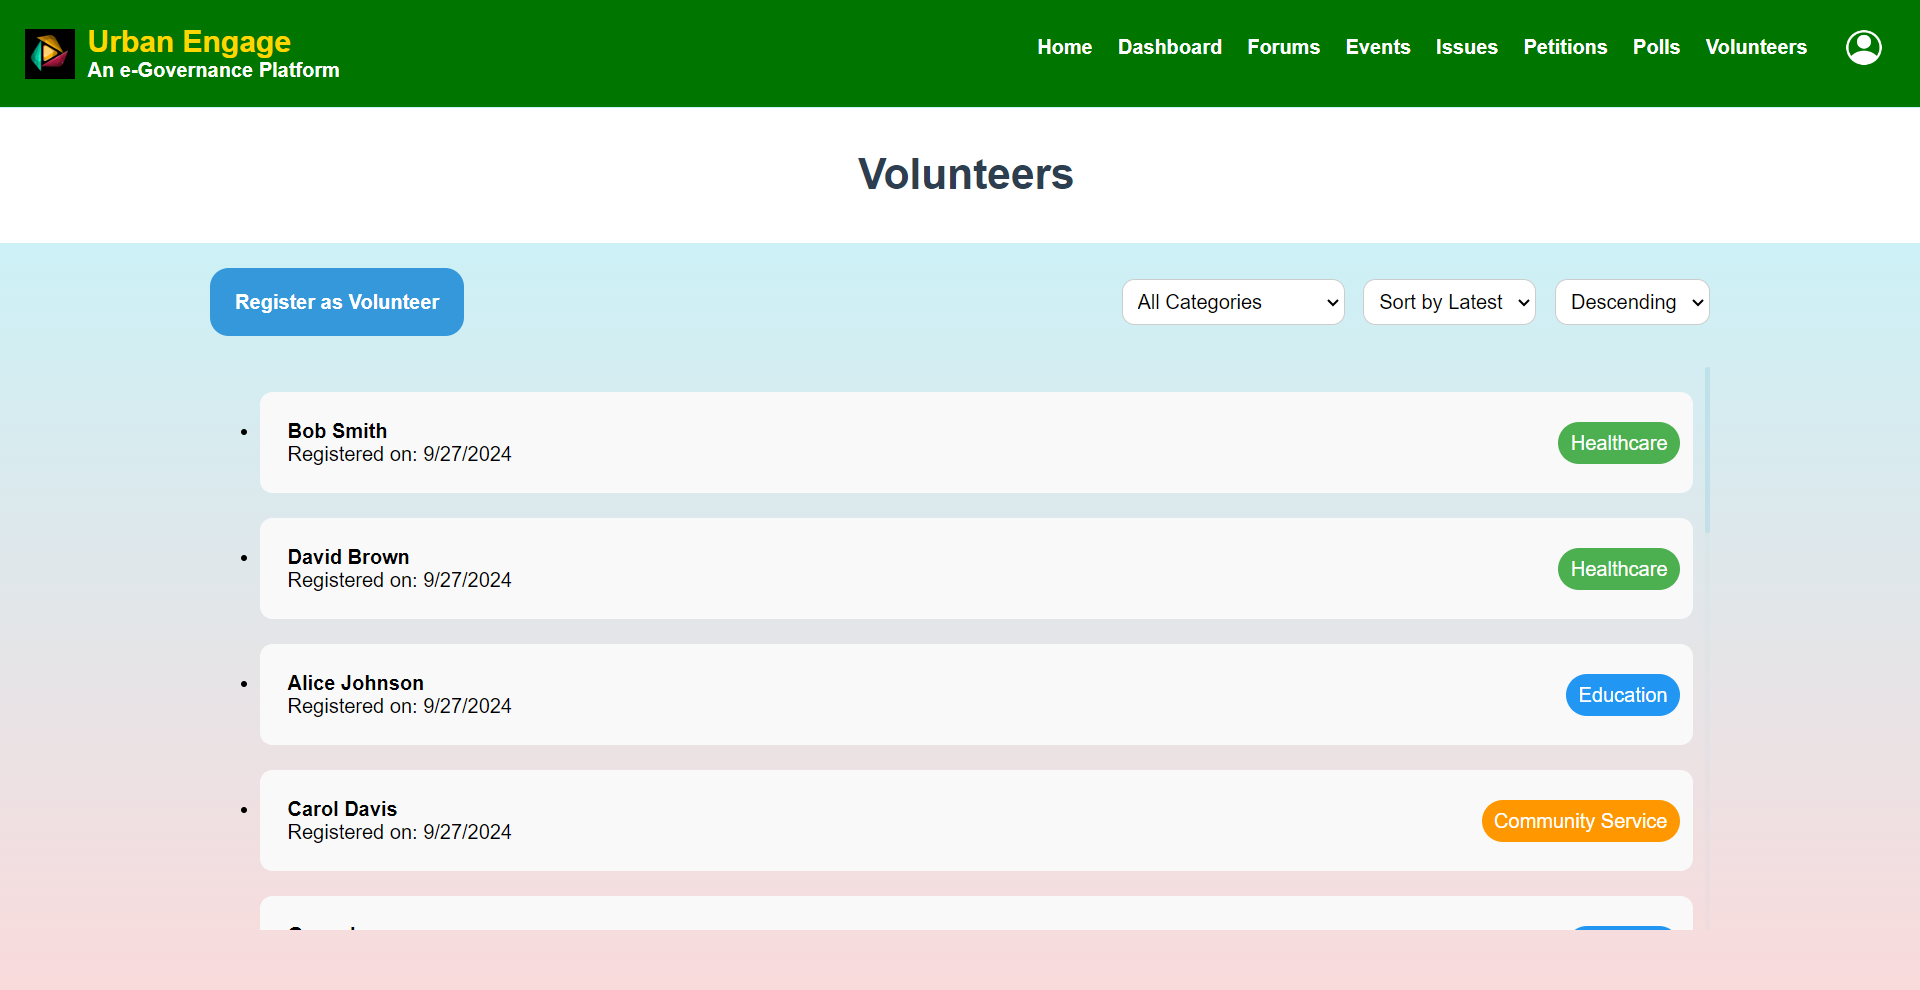 Urban Engage
An e-Governance Platform
Home Dashboard Forums Events Issues Petitions Polls Volunteers
Volunteers
Register as Volunteer
All Categories Sort by Latest Descending
Bob Smith
Registered on: 9/27/2024
Healthcare
David Brown
Registered on: 9/27/2024
Healthcare
Alice Johnson
Registered on: 9/27/2024
Education
Carol Davis
Registered on: 9/27/2024
Community Service